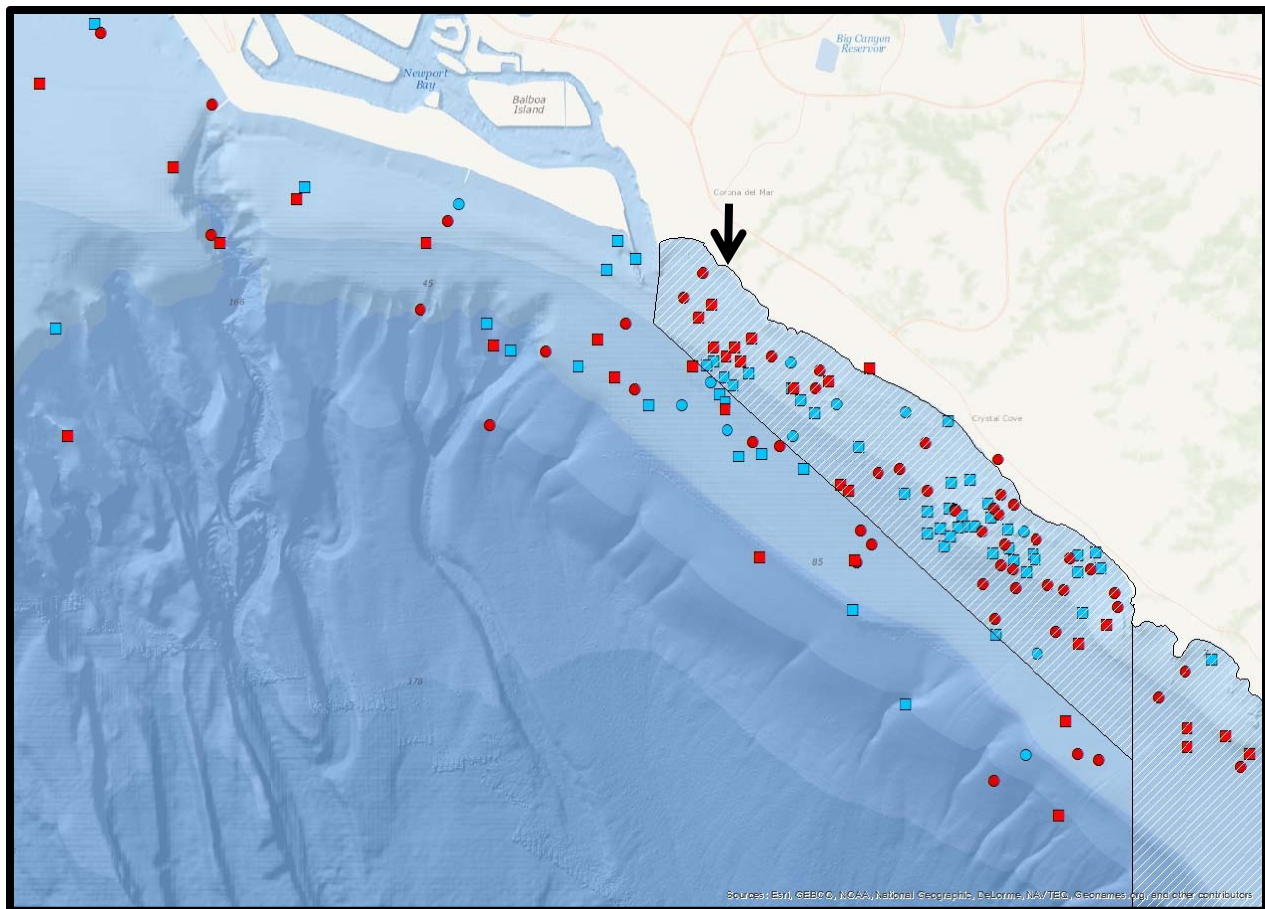 Big Canyon
Reservoir
Newport
Bay
Balboa
Island
Corona del Mar
45
166
Crystal Cove
85
178
Sources: Esri, GEBCO, NOAA, National Geographic, DeLorme, NAVTEQ, Geonames.org, and other contributors